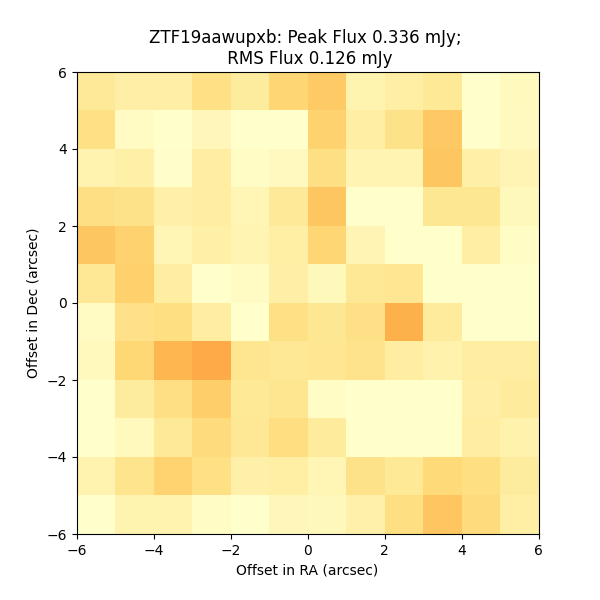 ZTF19aawupxb: Peak Flux 0.336 mJy;
RMS Flux 0.126 mJy
6
4
2
0
−2
−4
−6
Offset in Dec (arcsec)
−6 −4 −2 0 2 4 6
Offset in RA (arcsec)